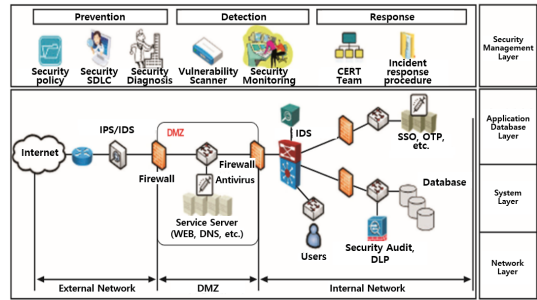 Prevention
Detection
Response
Security
policy
Security
SDLC
Security
Diagnosis
Vulnerability
Scanner
Security
Monitoring
CERT
Team
Incident
response
procedure
Security
Management
Layer
IPS/IDS
DMZ
IDS
Internet
Firewall
Firewall
Antivirus
Service Server
(WEB, DNS, etc.)
SSO, OTP,
etc.
Database
Users
Security Audit,
DLP
Application
Database
Layer
System
Layer
Network
Layer
External Network
DMZ
Internal Network